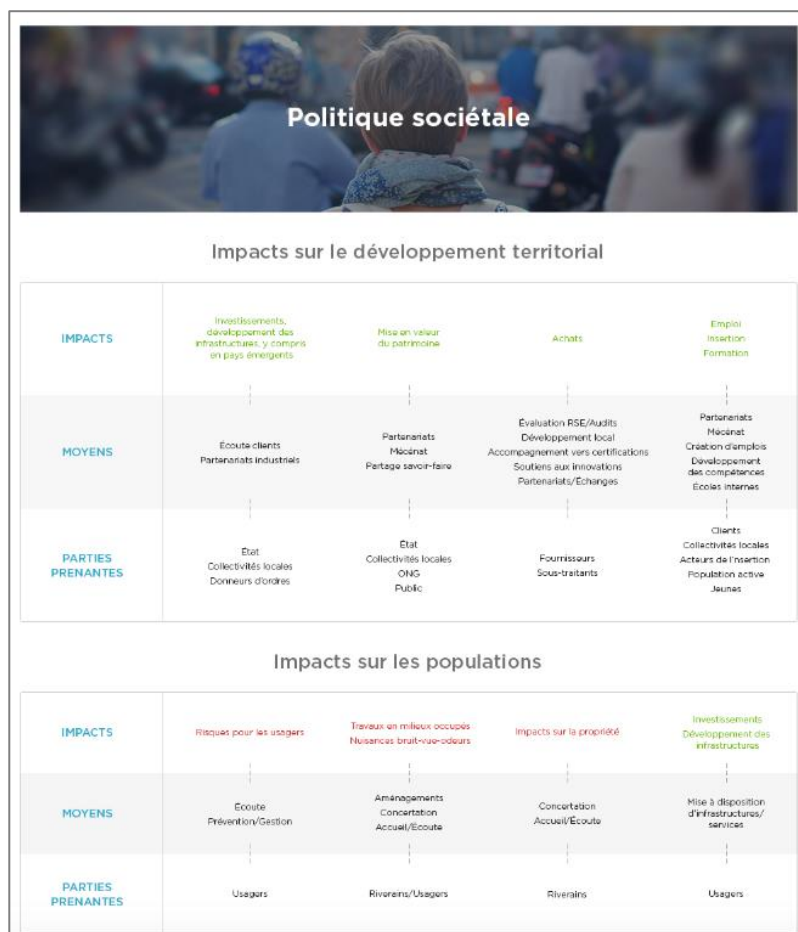 Politique sociétale
Impacts sur le développement territorial
IMPACTS
Investissements,
développement des
infrastructures, y compris
en pays émergents
Mise en valeur
du patrimoine
Achats
Emploi
Insertion
Formation
MOYENS
Écoute clients
Partenariats industriels
Partenariats
Mécénat
Partage savoir-faire
Évaluation RSE/Audits
Développement local
Accompagnement vers certifications
Soutiens aux innovations
Partenariats/Échanges
Partenariats
Mécénat
Création d'emplois
Développement
des compétences
Écoles internes
PARTIES
PRENANTES
État
Collectivités locales
Donneurs d'ordres
État
Collectivités locales
ONG
Public
Fournisseurs
Sous-traitants
Clients
Collectivités locales
Acteurs de l'nsertion
Population active
Jeunes
Impacts sur les populations
IMPACTS
Risques pour les usagers
Travaux en milieux occupés
Nuisances bruit-vue-odeurs
Impacts sur la propriété
Investissements
Développement des
infrastructures
MOYENS
Écoute
Prévention/Gestion
Aménagements
Concertation
Accueil/Écoute
Concertation
Accueil/Écoute
Mise à disposition
d'infrastructures/
services
PARTIES
PRENANTES
Usagers
Riverains/Usagers
Riverains
Usagers